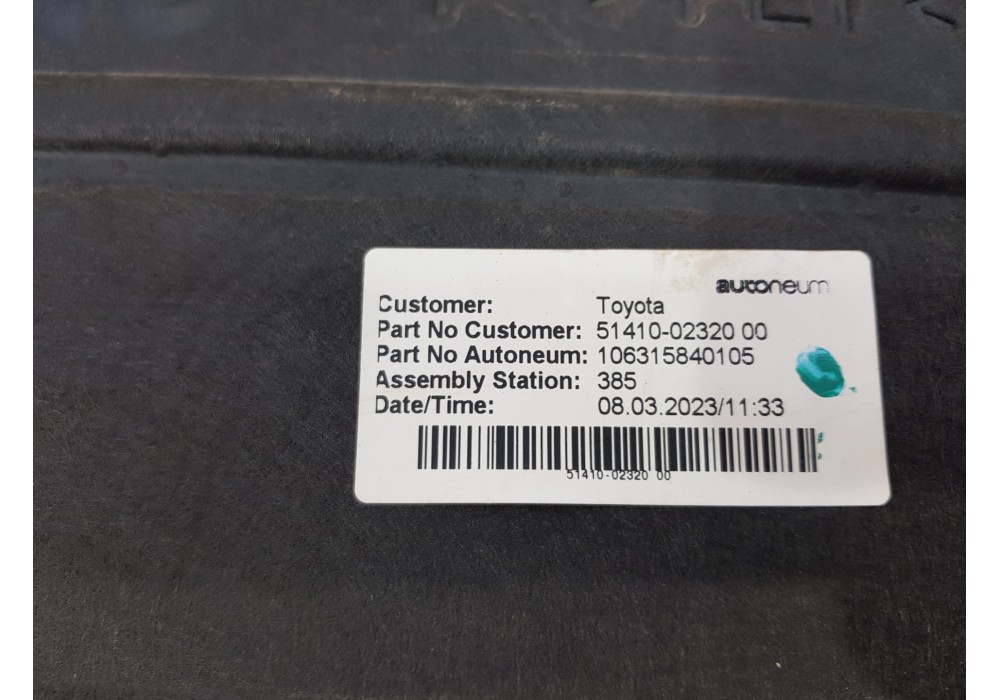 autoneum
Customer: Toyota
Part No Customer: 51410-02320 00
Part No Autoneum: 106315840105
Assembly Station: 385
Date/Time: 08.03.2023/11:33
51410-02320 00